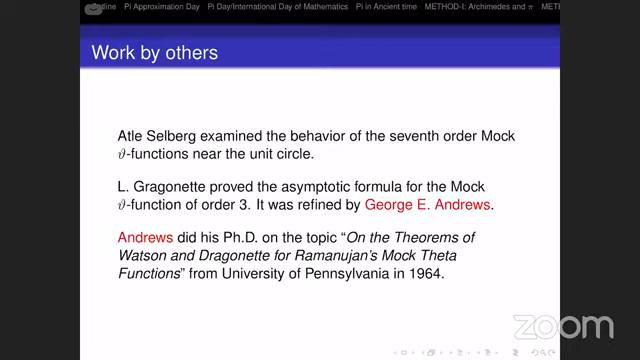 Outline Pi Approximation Day Pi Day/International Day of Mathematics Pi in Ancient time METHOD-I: Archimedes and π METH
Work by others
Atle Selberg examined the behavior of the seventh order Mock
ϑ-functions near the unit circle.
L. Gragonette proved the asymptotic formula for the Mock
ϑ-function of order 3. It was refined by George E. Andrews.
Andrews did his Ph.D. on the topic “On the Theorems of
Watson and Dragonette for Ramanujan’s Mock Theta
Functions” from University of Pennsylvania in 1964.
zoom